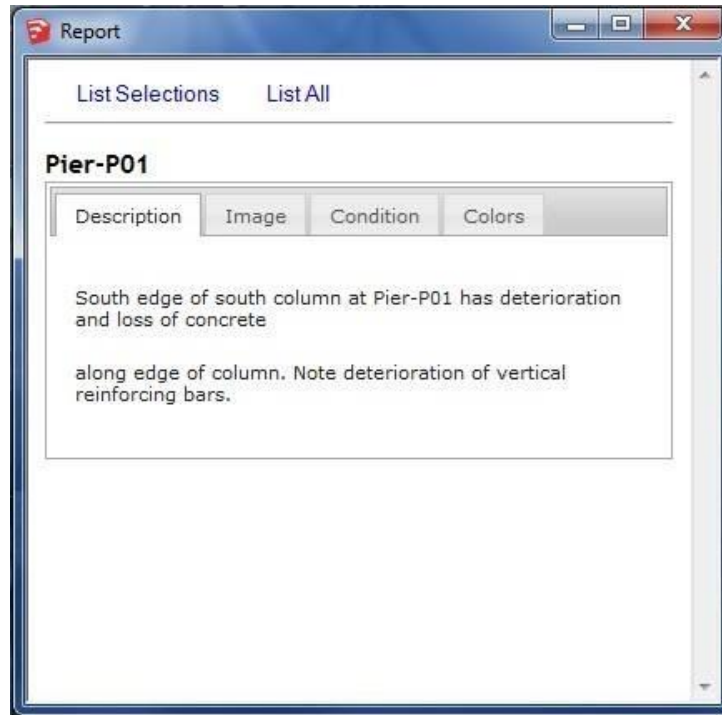 Report
List Selections List All
Pier-P01
Description Image Condition Colors
South edge of south column at Pier-P01 has deterioration
and loss of concrete
along edge of column. Note deterioration of vertical
reinforcing bars.